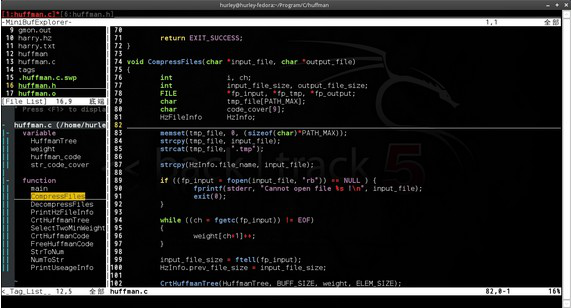 hurley@hurley-fedora:~/Program/C/huffman
[1:huffman.c]*[6:huffman.h]
-MiniBufExplorer- 1,1 全部
9 gmon.out
10 harry.hz
11 harry.txt
12 huffman
13 huffman.c
14 tags
15 .huffman.c.swp
16 huffman.h
17 huffman.o
[File List] 16,9 底端
Press <F1> to displa
huffman.c (/home/hurle
|- variable
HuffmanTree
weight
huffman_code
str_code_cover
|- function
main
CompressFiles
DecompressFiles
PrintHzFileInfo
CrtHuffmanTree
SelectTwoMinWeight
CrtHuffmanCode
FreeHuffmanCode
StrToNum
NumToStr
PrintUseageInfo
<_Tag_List_ 12,5 全部
70
71 return EXIT_SUCCESS;
72 }
73
74 void CompressFiles(char *input_file, char *output_file)
75 {
76 int i, ch;
77 int input_file_size, output_file_size;
78 FILE *fp_input, *fp_tmp, *fp_output;
79 char tmp_file[PATH_MAX];
80 char code_cover[9];
81 HzFileInfo HzInfo;
82
83 memset(tmp_file, 0, (sizeof(char)*PATH_MAX));
84 strcpy(tmp_file, input_file);
85 strcat(tmp_file, ".tmp");
86
87 strcpy(HzInfo.file_name, input_file);
88
89 if ((fp_input = fopen(input_file, "rb")) == NULL ) {
90 fprintf(stderr, "Cannot open file %s !\n", input_file);
91 exit(0);
92 }
93
94 while ((ch = fgetc(fp_input)) != EOF)
95 {
96 weight[ch+1]++;
97 }
98
99 input_file_size = ftell(fp_input);
100 HzInfo.prev_file_size = input_file_size;
101
102 CrtHuffmanTree(HuffmanTree, BUFF_SIZE, weight, ELEM_SIZE);
huffman.c 82,0-1 16%
<< back | track 5